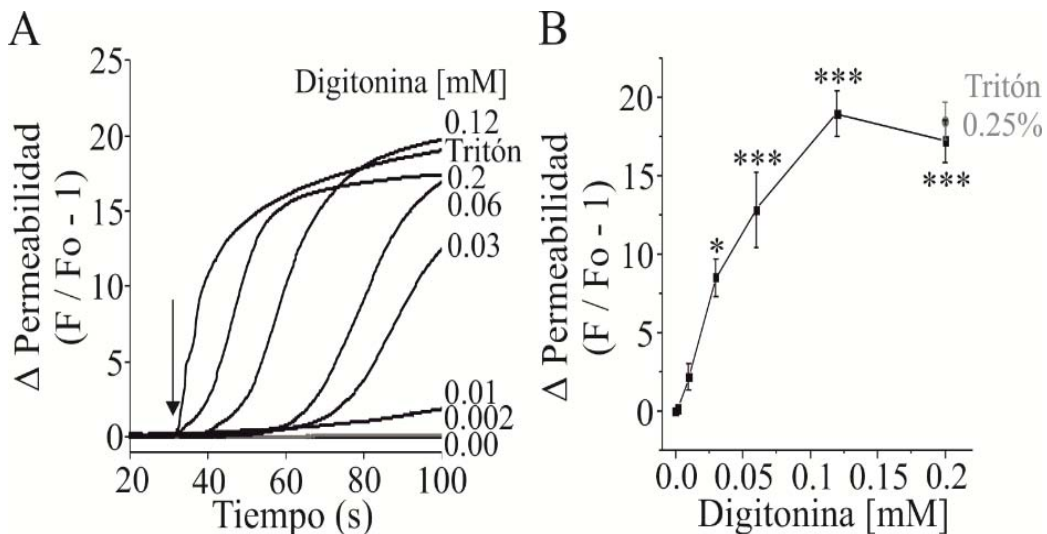 A
Δ Permeabilidad
(F / Fo - 1)
25
20
15
10
5
0
Digitonina [mM]
0.12
Tritón
0.2
0.06
0.03
0.01
0.002
0.00
20 40 60 80 100
Tiempo (s)
B
Δ Permeabilidad
(F / Fo - 1)
20
15
10
5
0
*
***
***
***
Tritón
0.25%
0.0 0.05 0.10 0.15 0.2
Digitonina [mM]